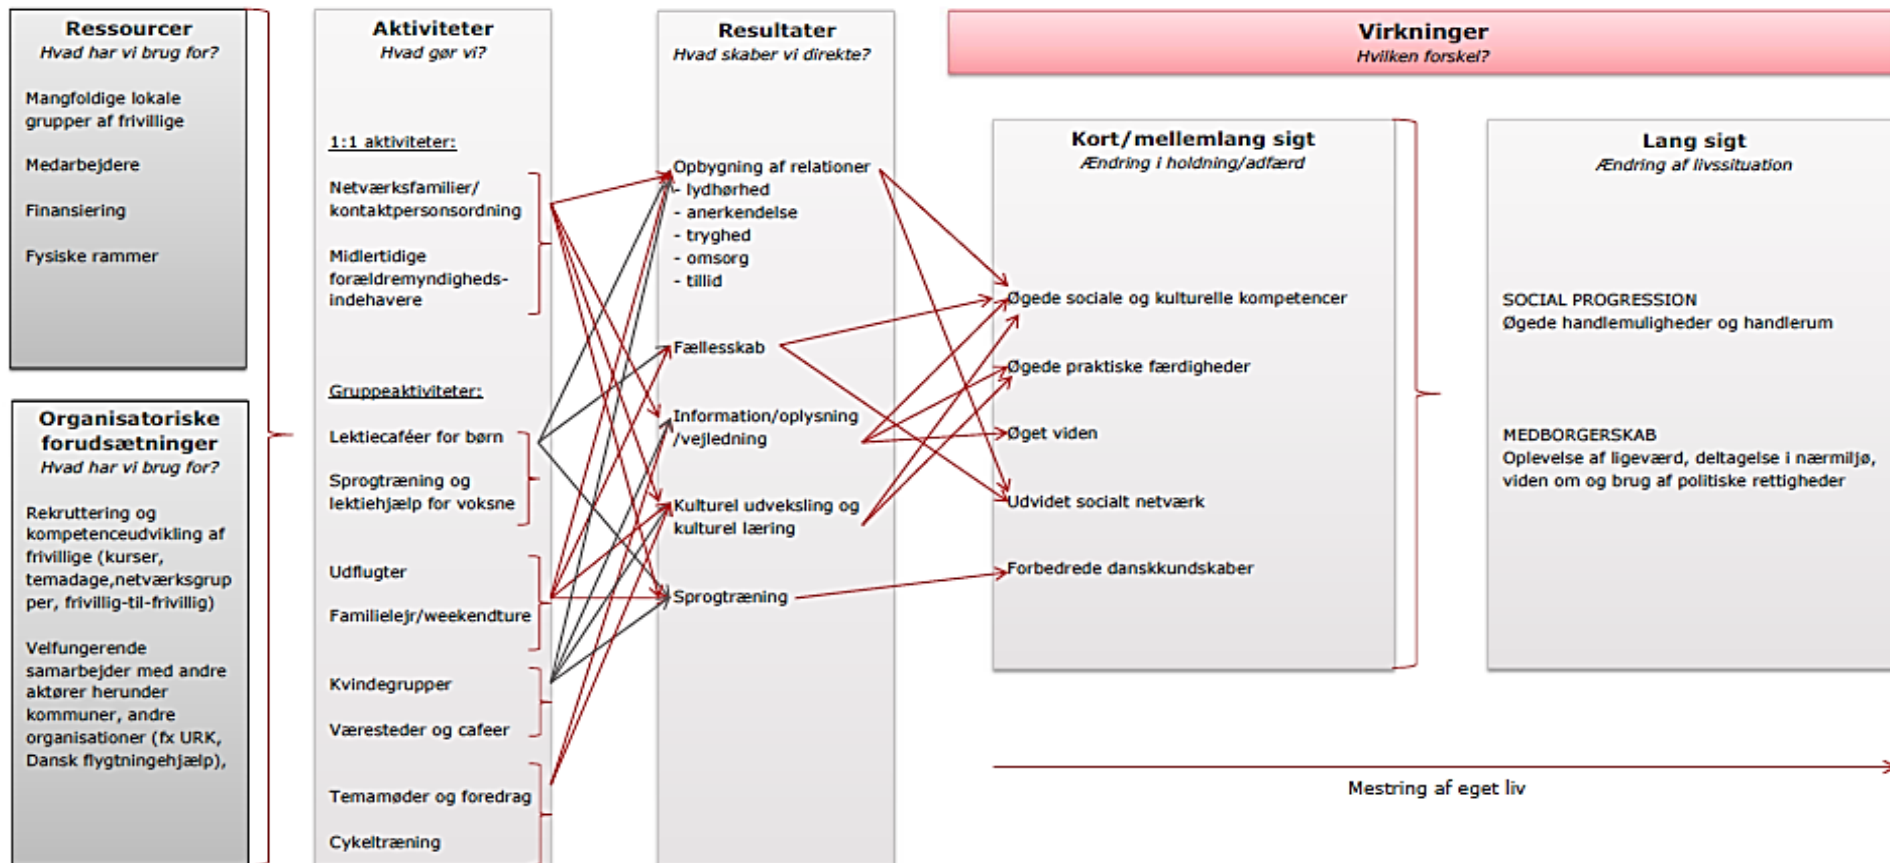 Ressourcer
Hvad har vi brug for?
Mangfoldige lokale
grupper af frivillige
Medarbejdere
Finansiering
Fysiske rammer
Organisatoriske
forudsætninger
Hvad har vi brug for?
Rekruttering og
kompetenceudvikling af
frivillige (kurser,
temadage,netværksgrup
per, frivillig-til-frivillig)
Velfungerende
samarbejder med andre
aktører herunder
kommuner, andre
organisationer (fx URK,
Dansk flygtningehjælp),
Aktiviteter
Hvad gør vi?
1:1 aktiviteter:
Netværksfamilier/
kontaktpersonsordning
Midlertidige
forældremyndigheds-
indehavere
Gruppeaktiviteter:
Lektiecaféer for børn
Sprogtræning og
lektiehjælp for voksne
Udflugter
Familielejr/weekendture
Kvindegrupper
Væresteder og cafeer
Temamøder og foredrag
Cykeltræning
Resultater
Hvad skaber vi direkte?
Opbygning af relationer
- lydhørhed
- anerkendelse
- tryghed
- omsorg
- tillid
Fællesskab
Information/oplysning
/vejledning
Kulturel udveksling og
kulturel læring
Sprogtræning
Virkninger
Hvilken forskel?
Kort/mellemlang sigt
Ændring i holdning/adfærd
Øgede sociale og kulturelle kompetencer
Øgede praktiske færdigheder
Øget viden
Udvidet socialt netværk
Forbedrede danskkundskaber
Lang sigt
Ændring af livssituation
SOCIAL PROGRESSION
Øgede handlemuligheder og handlerum
MEDBORGERSKAB
Oplevelse af ligeværd, deltagelse i nærmiljø,
viden om og brug af politiske rettigheder
Mestring af eget liv